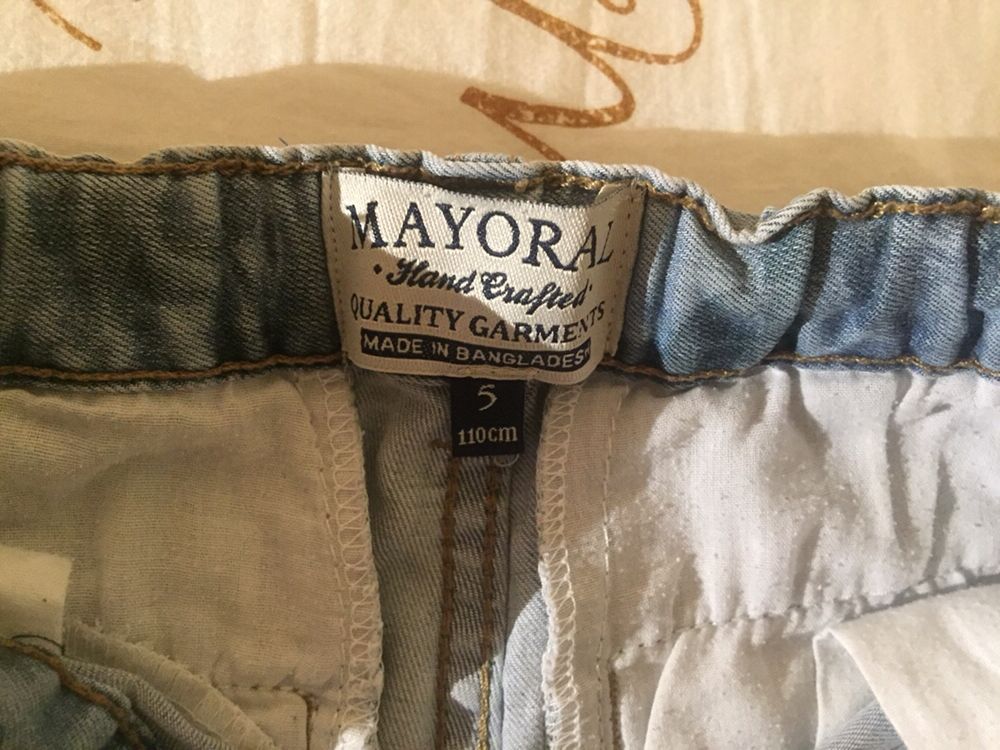 MAYORAL
• Hand Crafted •
QUALITY GARMENTS
MADE IN BANGLADESH
5
110cm